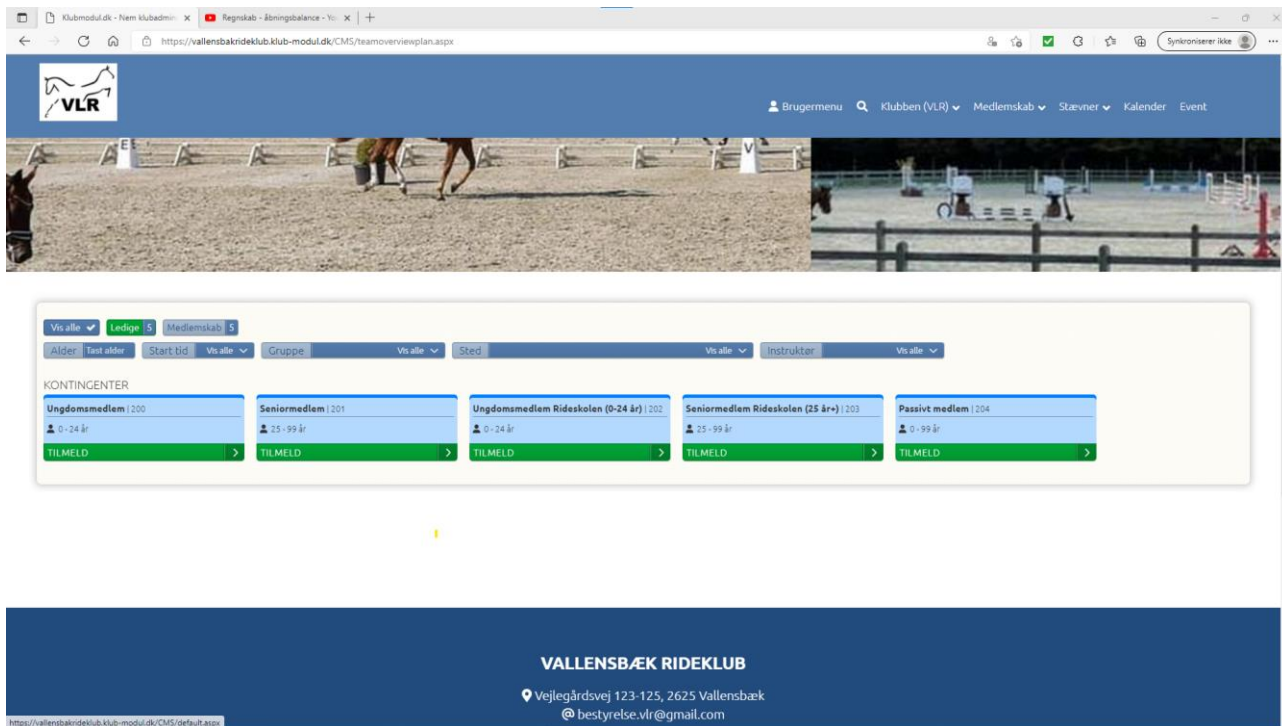 Klubmodul.dk - Nem klubadmin
Regnskab - åbningsbalance - Yo
https://vallensbakrideklub.klub-modul.dk/CMS/teamoverviewplan.aspx
Synkroniserer ikke
VLR
Brugermenu Klubben (VLR) Medlemskab Stævner Kalender Event
E
V
Vis alle Ledige 5 Medlemskab 5
Alder Tast alder Start tid Vis alle Gruppe Vis alle Sted Vis alle Instruktør Vis alle
KONTINGENTER
Ungdomsmedlem | 200
0 - 24 år
TILMELD
Seniormedlem | 201
25 - 99 år
TILMELD
Ungdomsmedlem Rideskolen (0-24 år) | 202
0 - 24 år
TILMELD
Seniormedlem Rideskolen (25 år+) | 203
25 - 99 år
TILMELD
Passivt medlem | 204
0 - 99 år
TILMELD
VALLENSBÆK RIDEKLUB
Vejlegårdsvej 123-125, 2625 Vallensbæk
@ bestyrelse.vlr@gmail.com
https://vallensbakrideklub.klub-modul.dk/CMS/default.aspx